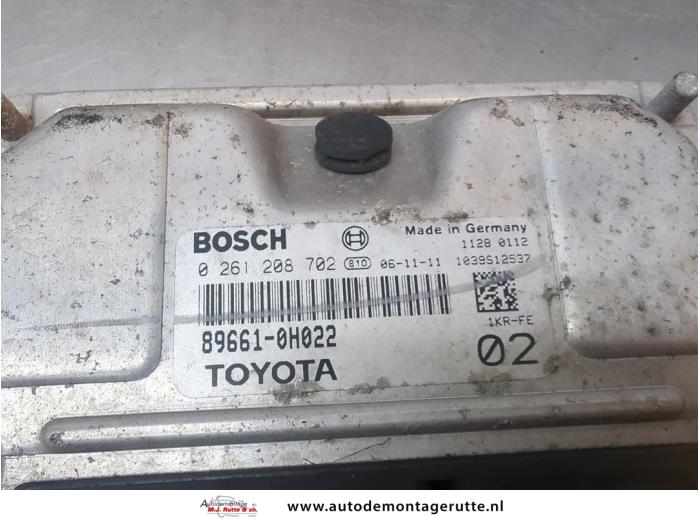 BOSCH
Made in Germany
1128 0112
0 261 208 702 810 06-11-11 1039S12537
89661-0H022
1KR-FE
02
TOYOTA
Autodemontage
M.J. Rutte & zn.
www.autodemontagerutte.nl